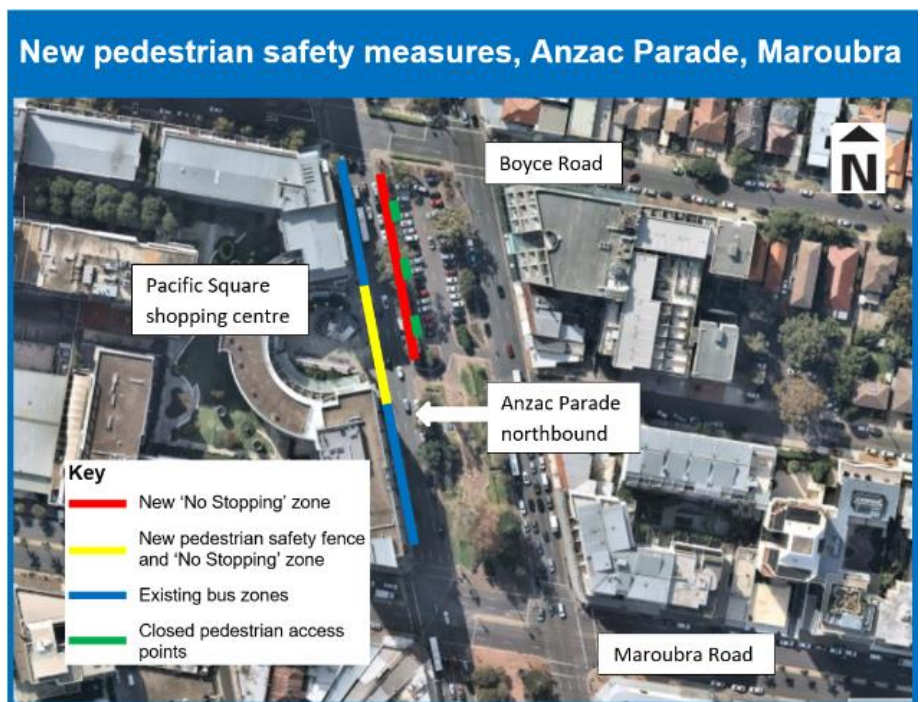 New pedestrian safety measures, Anzac Parade, Maroubra
Boyce Road
N
Pacific Square
shopping centre
Anzac Parade
northbound
Key
New 'No Stopping' zone
New pedestrian safety fence
and 'No Stopping' zone
Existing bus zones
Closed pedestrian access
points
Maroubra Road